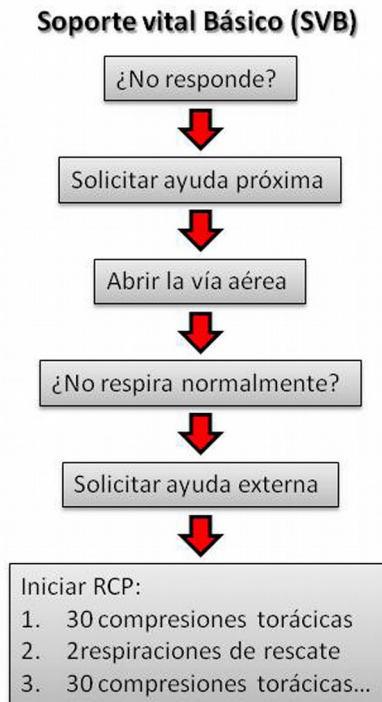 Soporte vital Básico (SVB)
¿No responde?
Solicitar ayuda próxima
Abrir la vía aérea
¿No respira normalmente?
Solicitar ayuda externa
Iniciar RCP:
1. 30 compresiones torácicas
2. 2respiraciones de rescate
3. 30 compresiones torácicas...